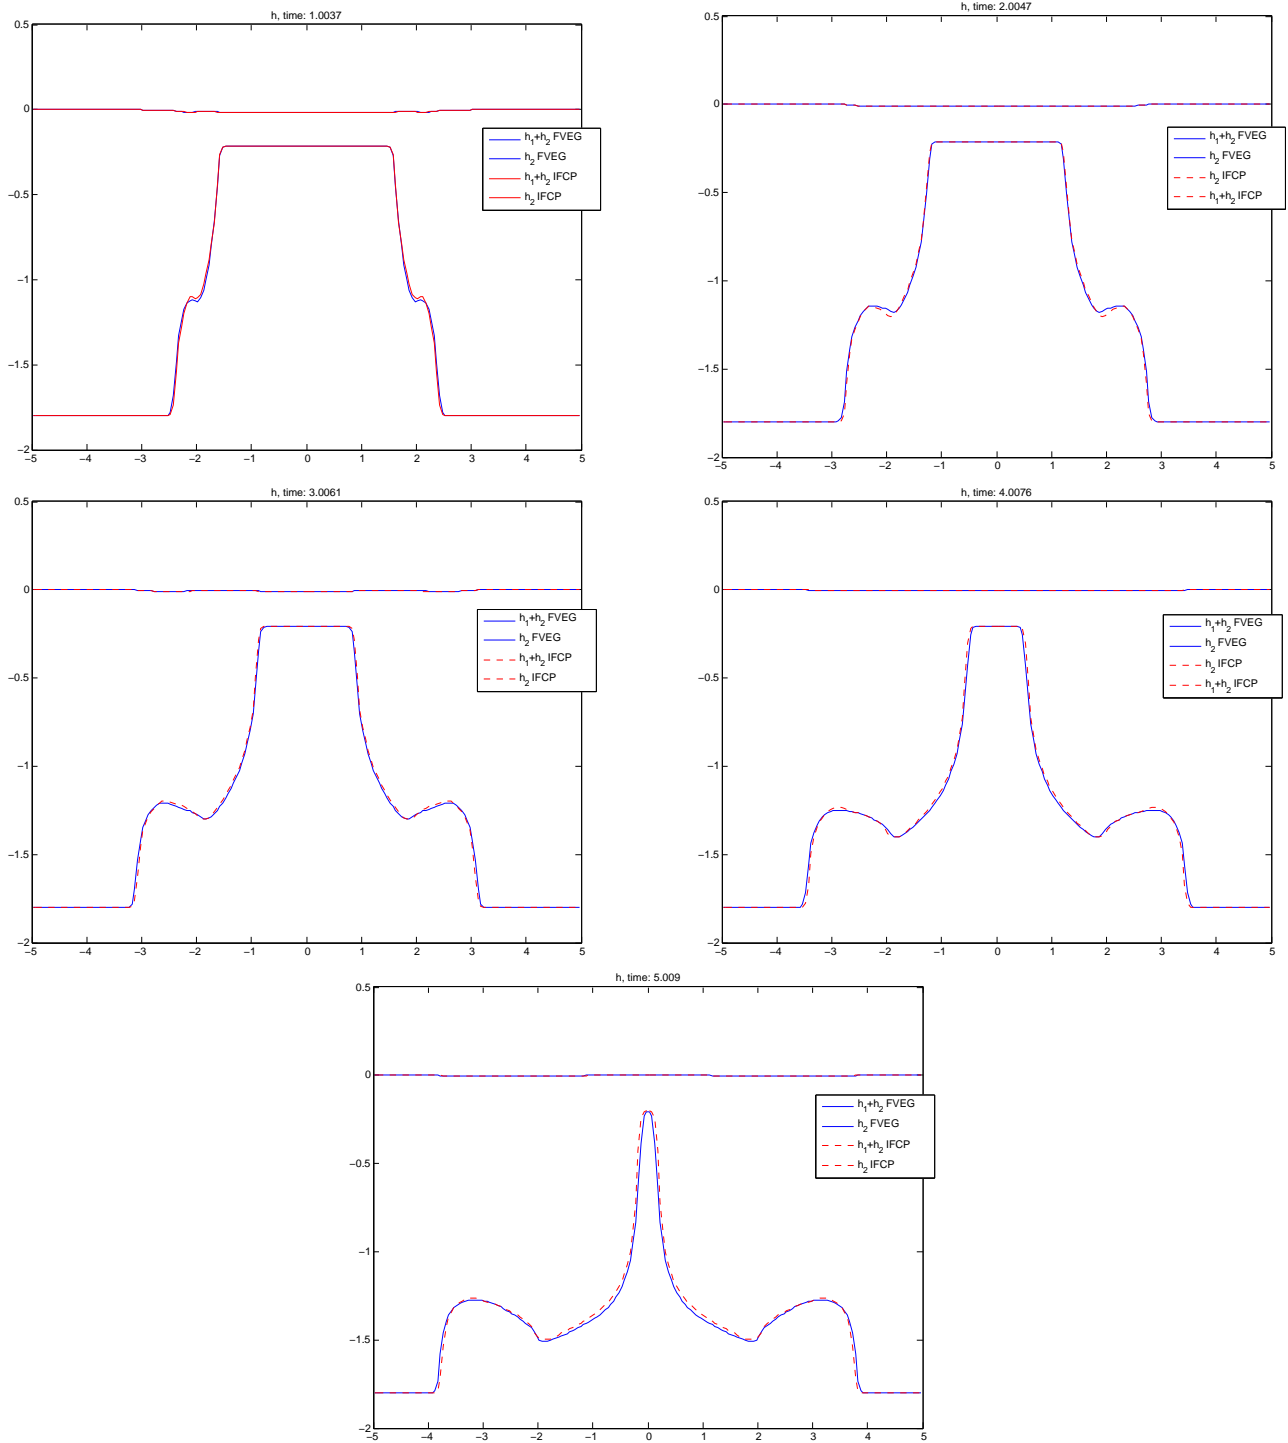 h, time: 1.0037
0.5
0
−0.5
−1
−1.5
−2
−5 −4 −3 −2 −1 0 1 2 3 4 5
h1+h2 FVEG
h2 FVEG
h1+h2 IFCP
h2 IFCP
h, time: 2.0047
0.5
0
−0.5
−1
−1.5
−2
−5 −4 −3 −2 −1 0 1 2 3 4 5
h1+h2 FVEG
h2 FVEG
h2 IFCP
h1+h2 IFCP
h, time: 3.0061
0.5
0
−0.5
−1
−1.5
−2
−5 −4 −3 −2 −1 0 1 2 3 4 5
h1+h2 FVEG
h2 FVEG
h1+h2 IFCP
h2 IFCP
h, time: 4.0076
0.5
0
−0.5
−1
−1.5
−2
−5 −4 −3 −2 −1 0 1 2 3 4 5
h1+h2 FVEG
h2 FVEG
h2 IFCP
h1+h2 IFCP
h, time: 5.009
0.5
0
−0.5
−1
−1.5
−2
−5 −4 −3 −2 −1 0 1 2 3 4 5
h1+h2 FVEG
h2 FVEG
h1+h2 IFCP
h2 IFCP